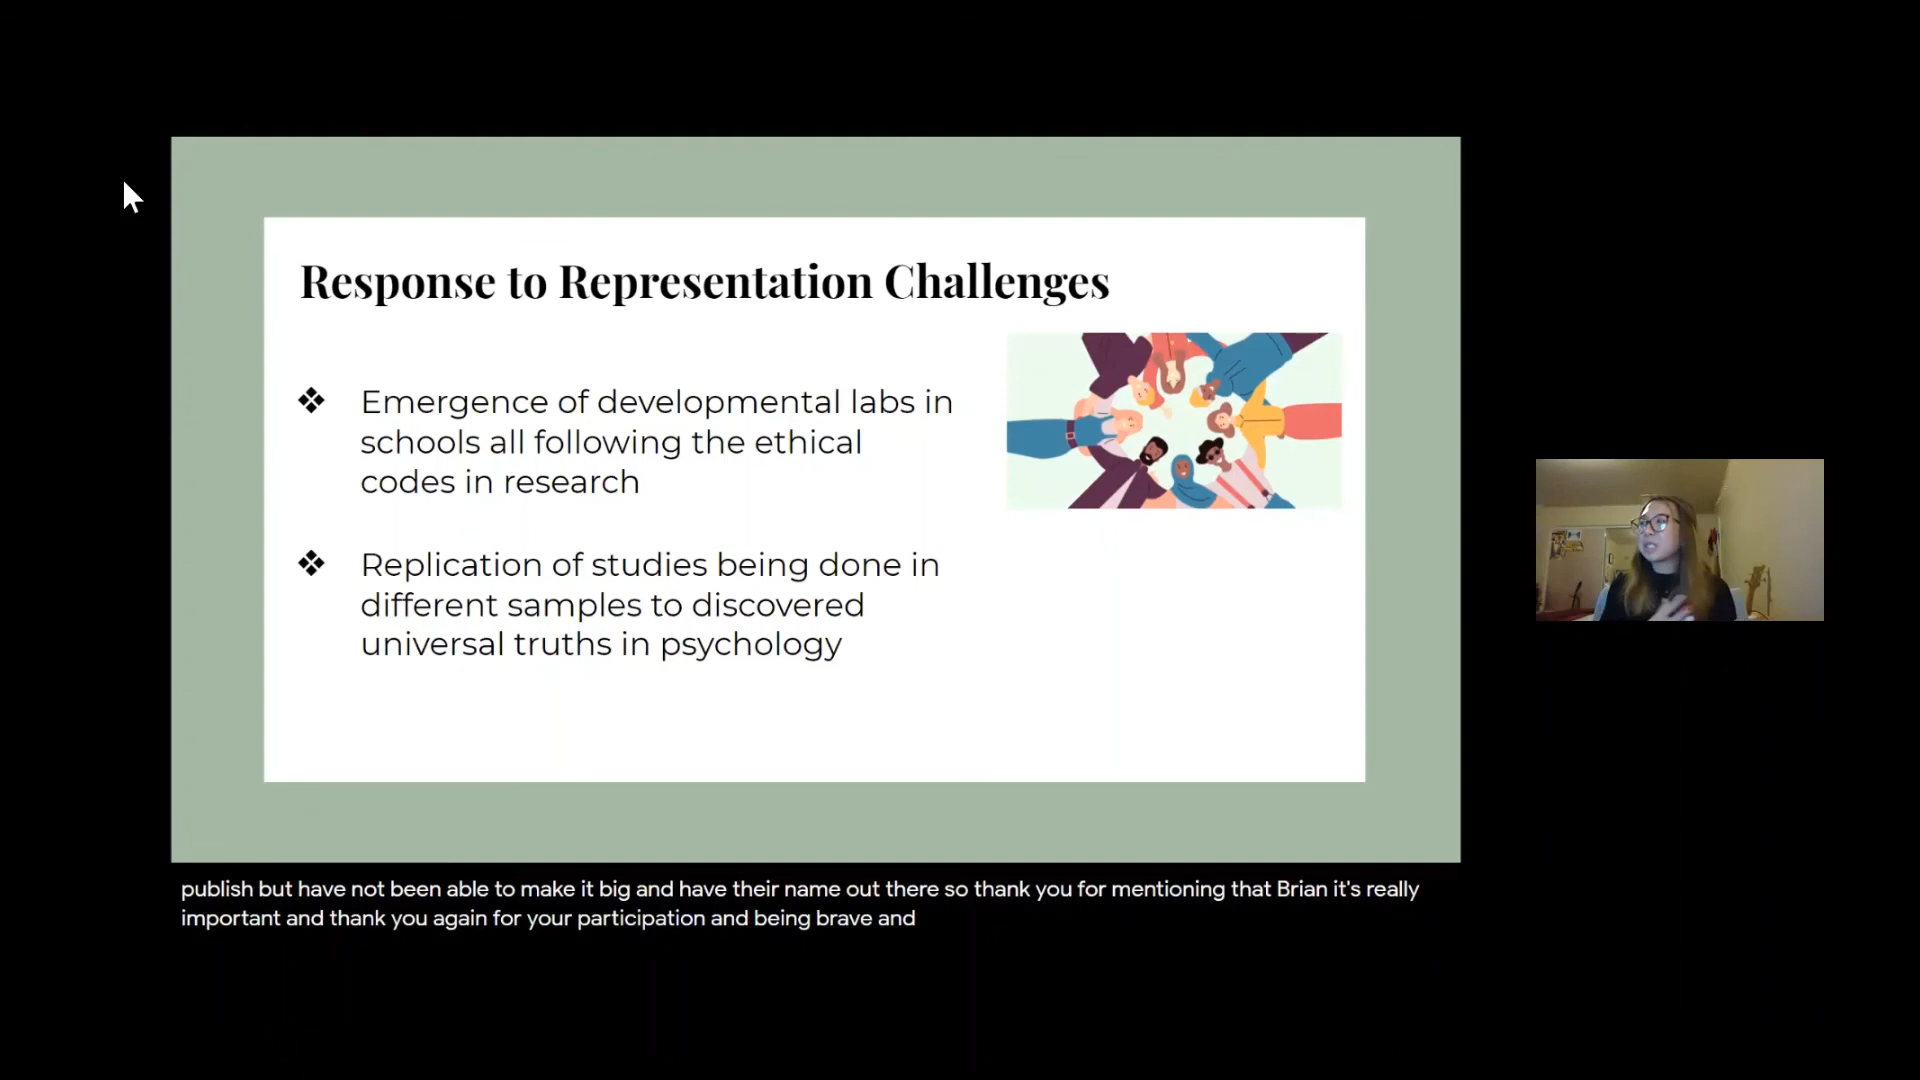 Response to Representation Challenges
❖ Emergence of developmental labs in
schools all following the ethical
codes in research
❖ Replication of studies being done in
different samples to discovered
universal truths in psychology
publish but have not been able to make it big and have their name out there so thank you for mentioning that Brian it's really
important and thank you again for your participation and being brave and